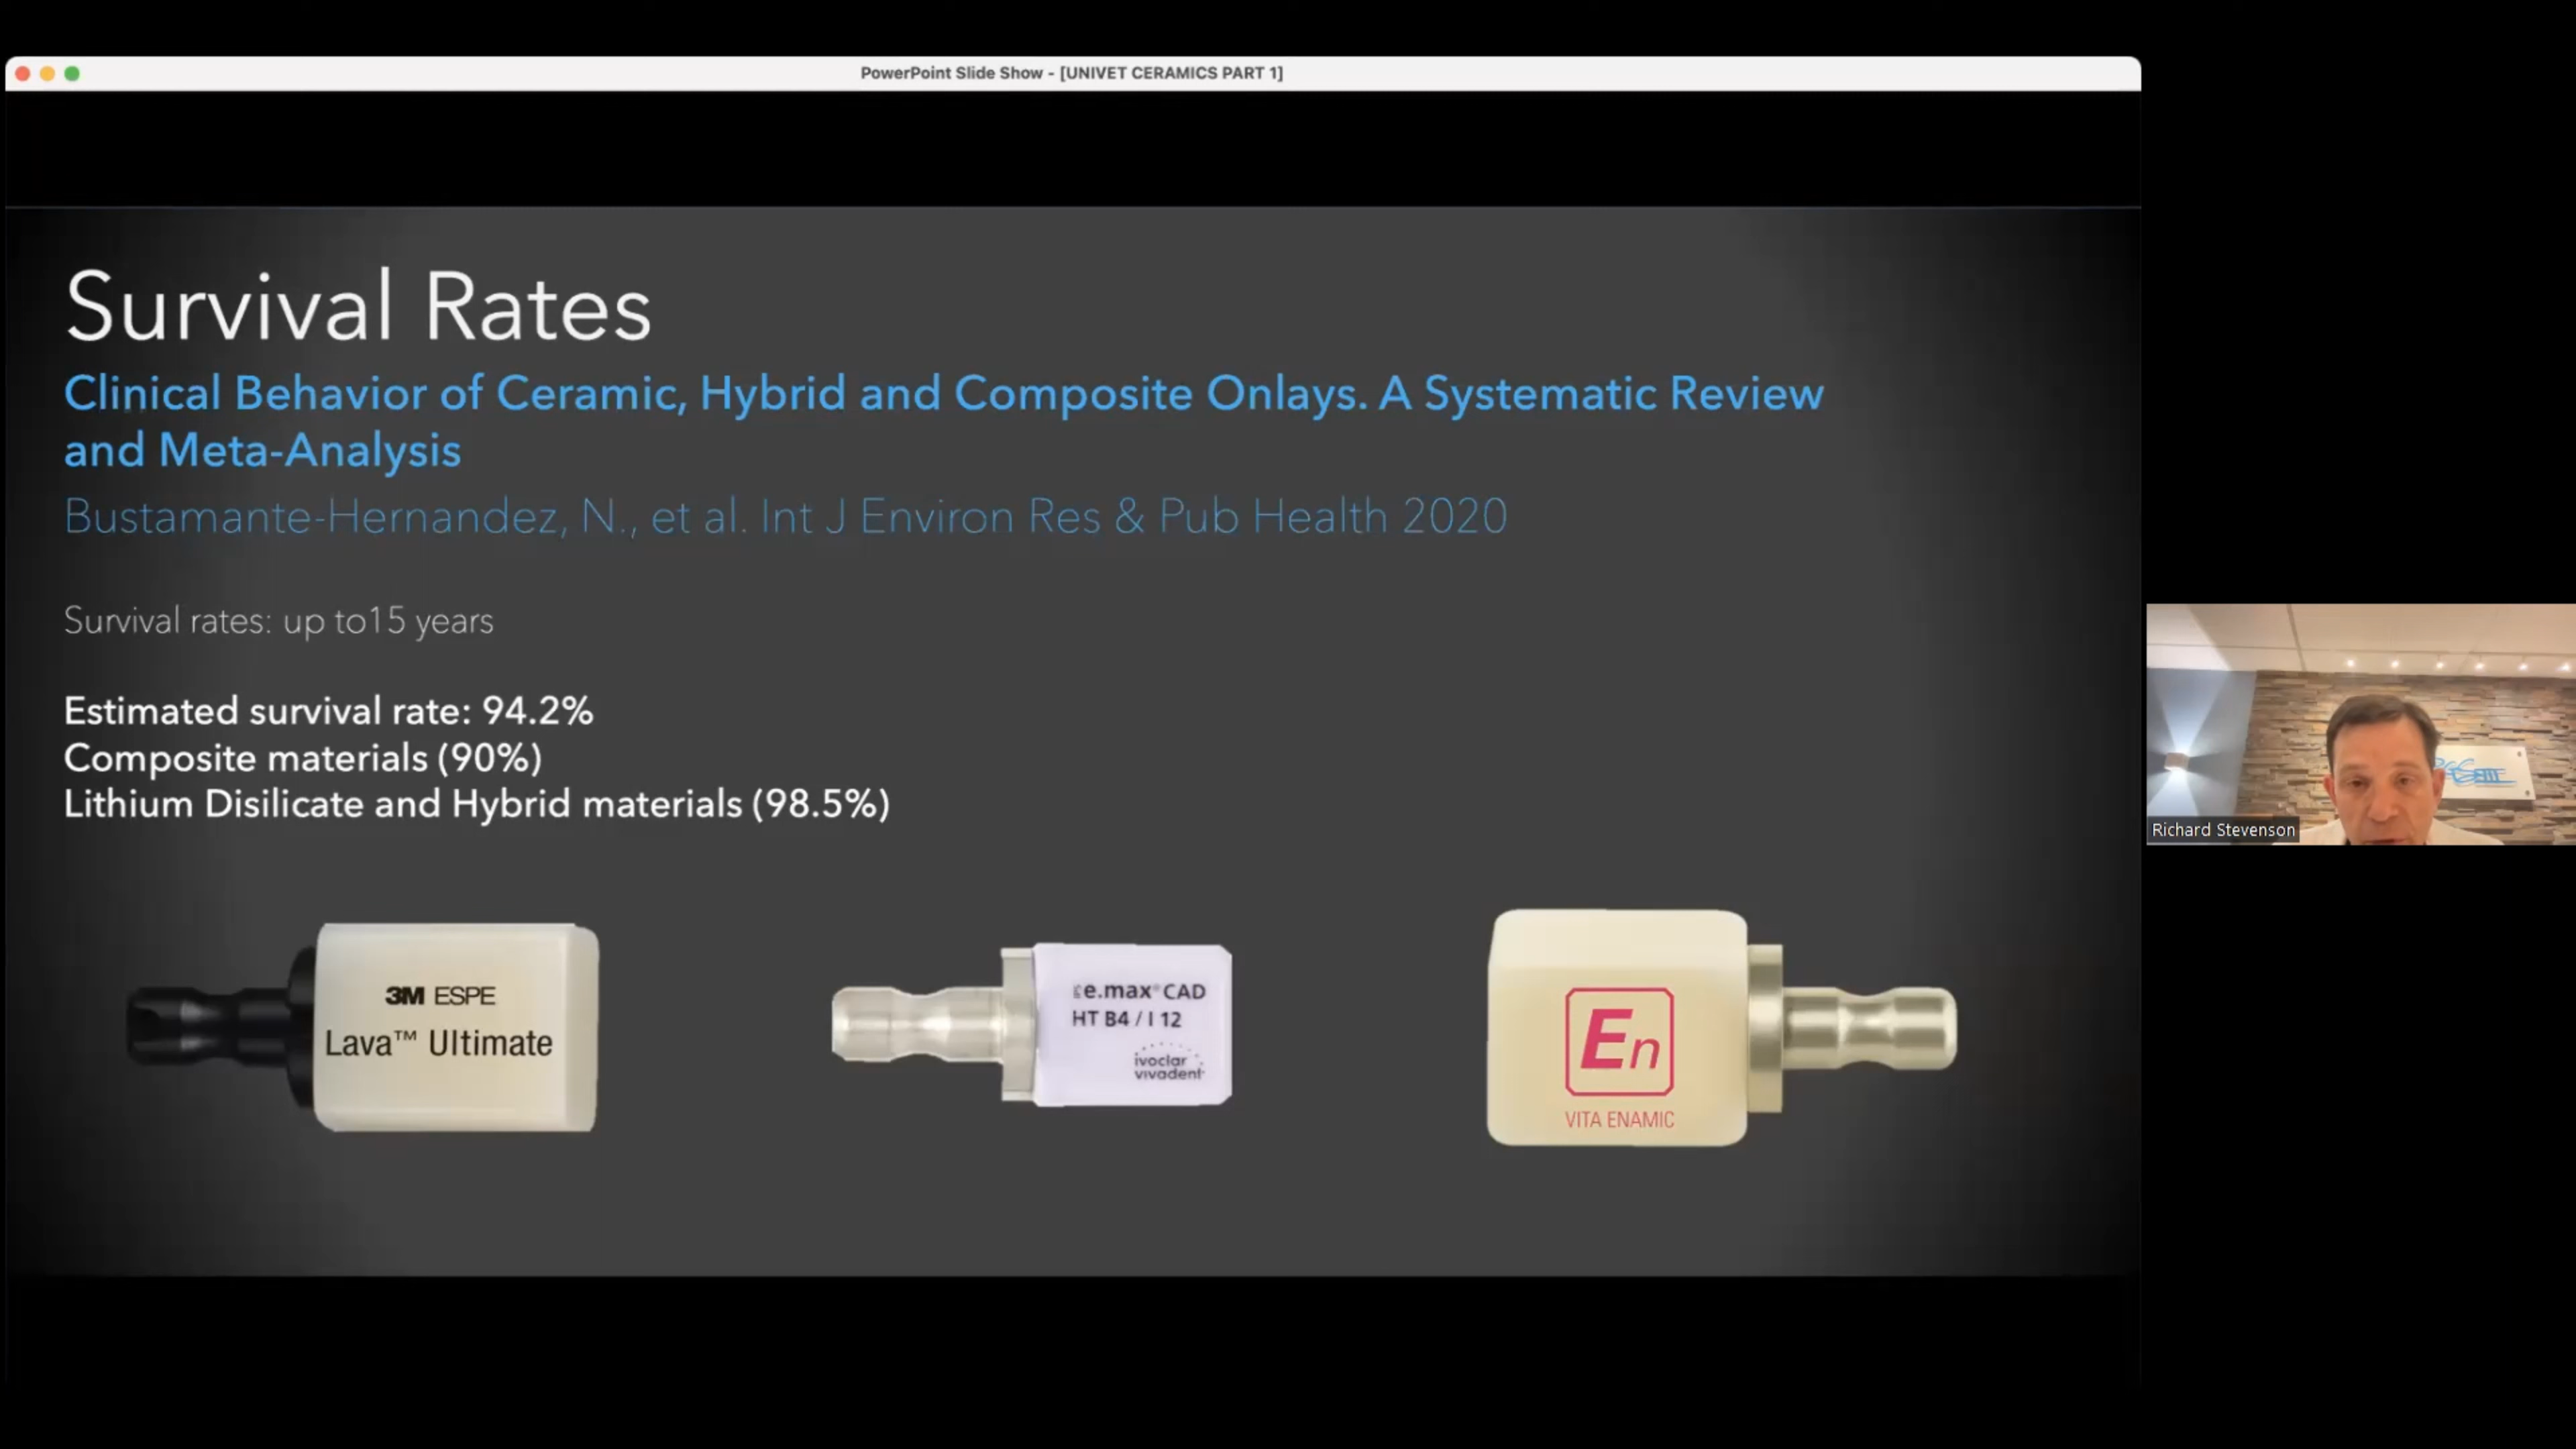 PowerPoint Slide Show - [UNIVET CERAMICS PART 1]
Survival Rates
Clinical Behavior of Ceramic, Hybrid and Composite Onlays. A Systematic Review
and Meta-Analysis
Bustamante-Hernandez, N., et al. Int J Environ Res & Pub Health 2020
Survival rates: up to15 years
Estimated survival rate: 94.2%
Composite materials (90%)
Lithium Disilicate and Hybrid materials (98.5%)
3M ESPE
Lava™ Ultimate
e.max® CAD
HT B4 / I 12
ivoclar
vivadent
En
VITA ENAMIC
Richard Stevenson